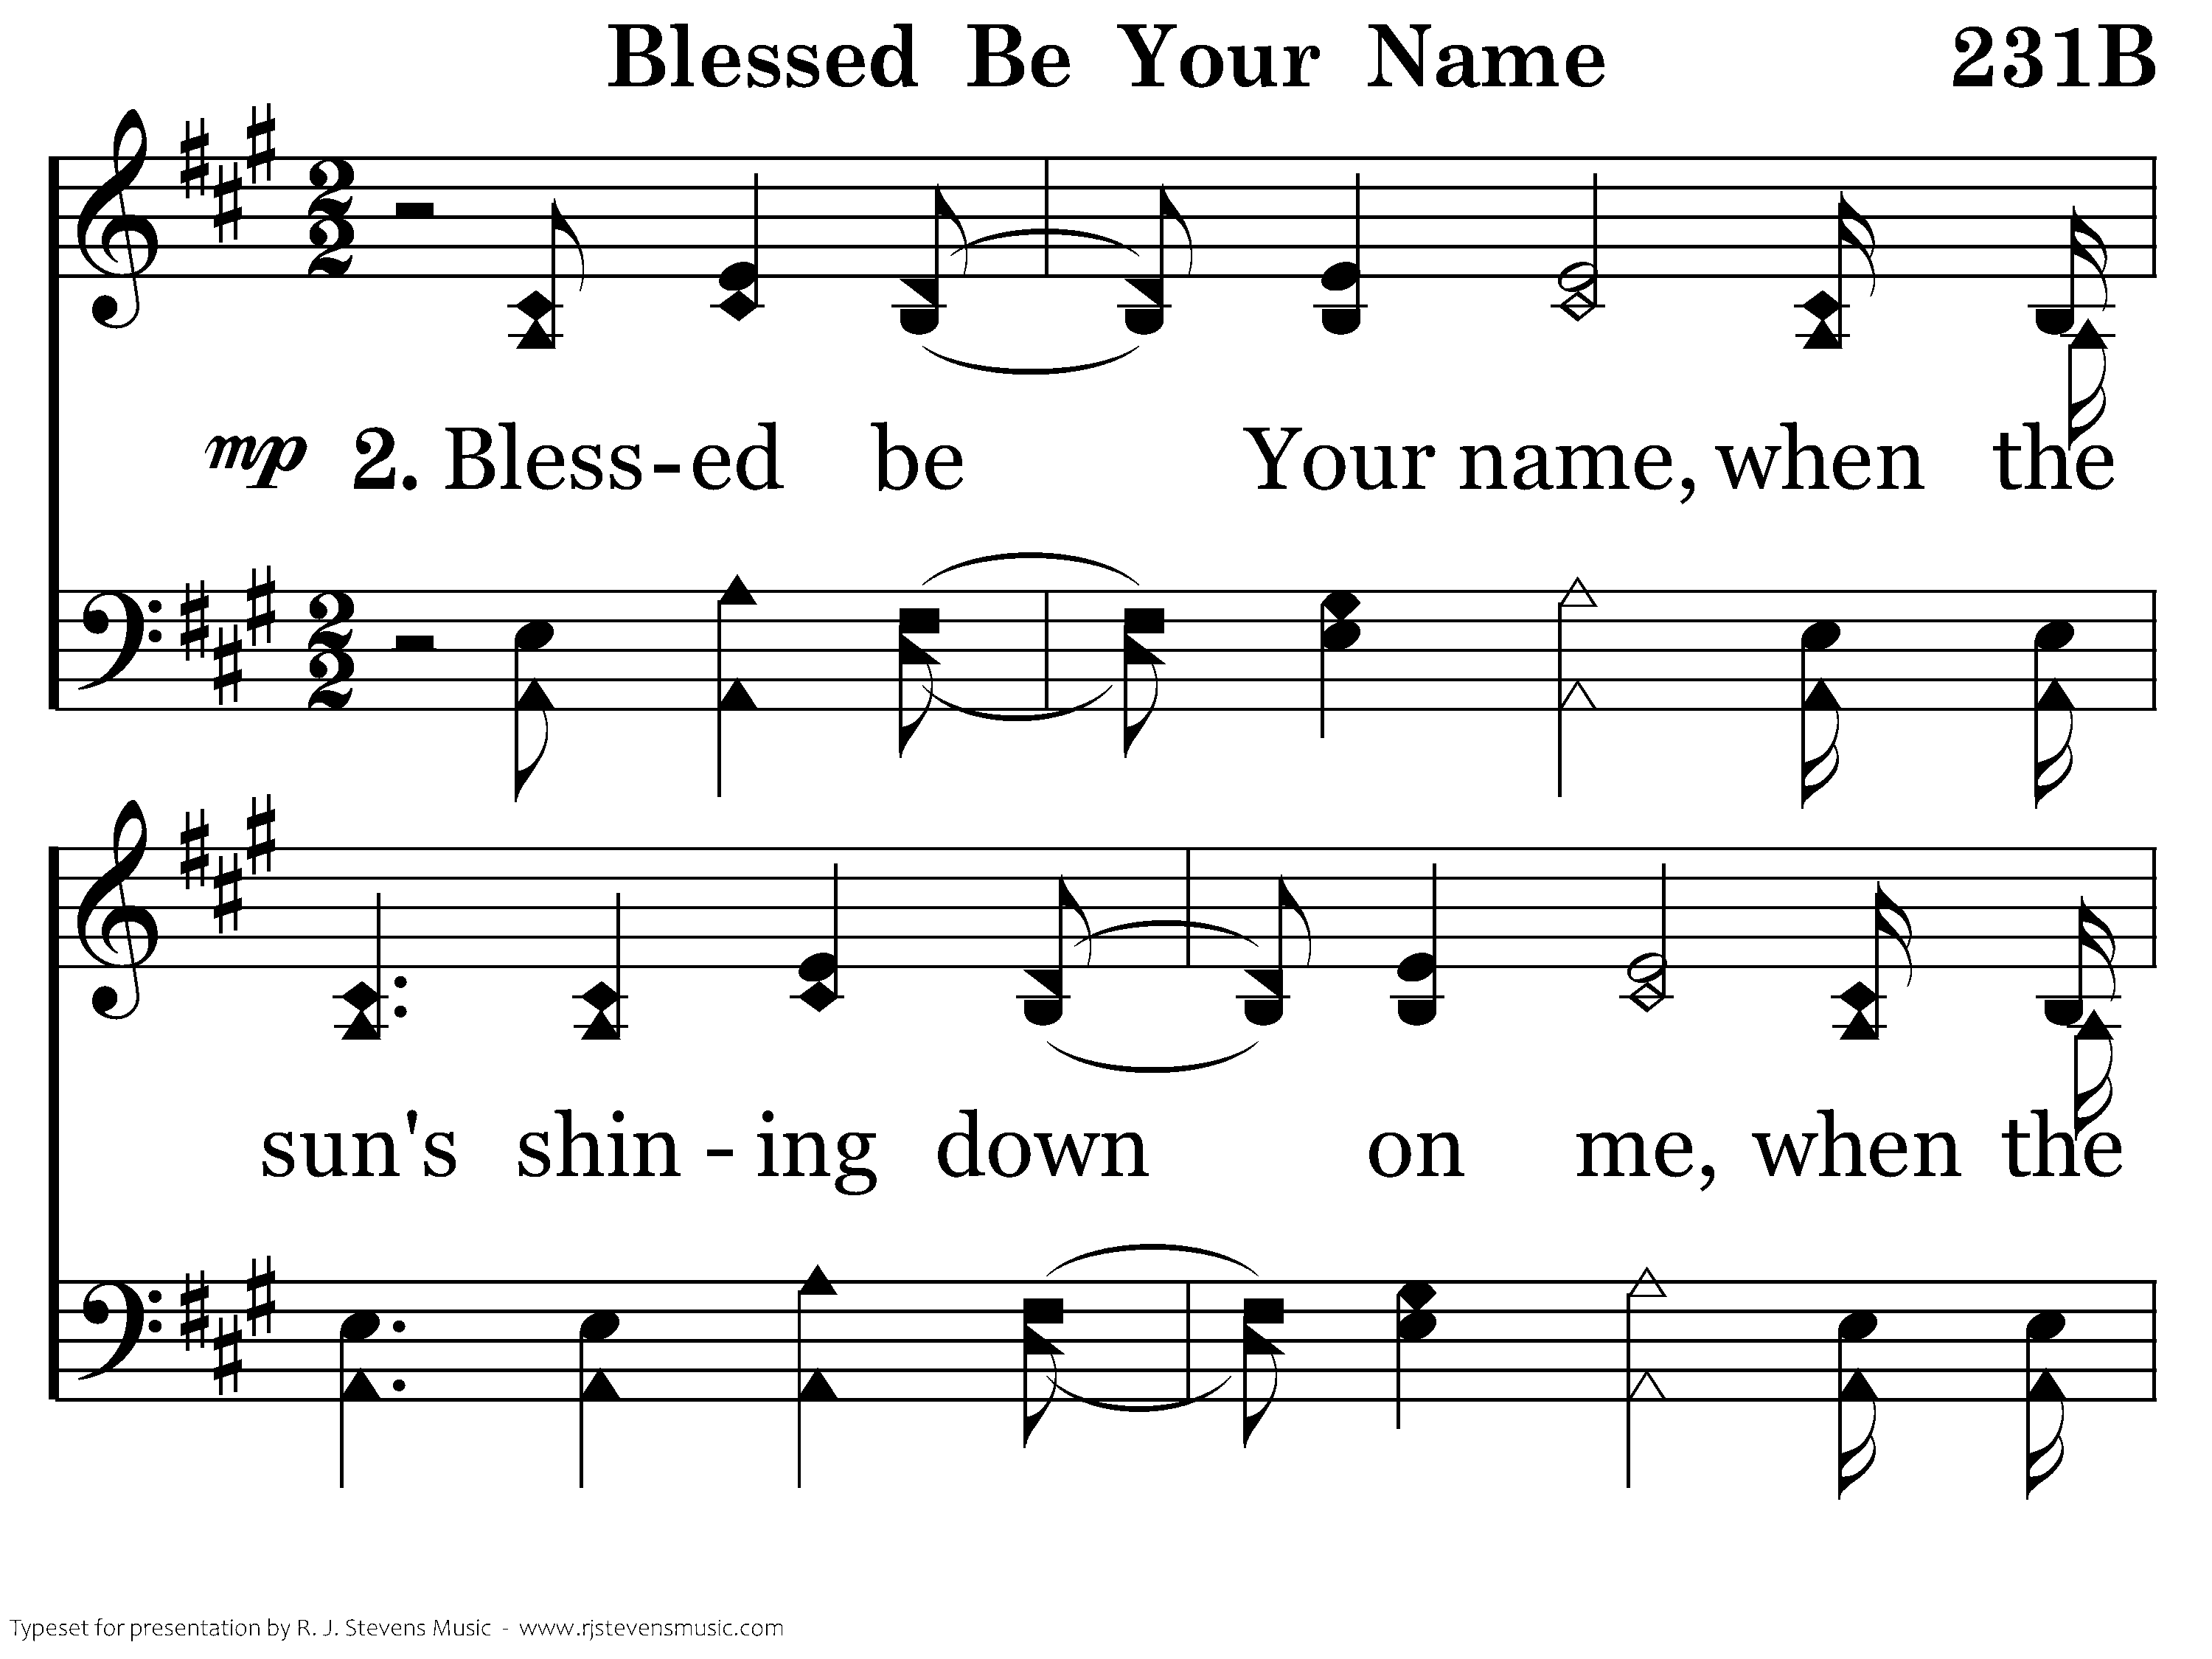 Blessed Be Your Name 231B
mp 2. Bless-ed be Your name, when the
sun's shin - ing down on me, when the
Typeset for presentation by R. J. Stevens Music - www.rjstevensmusic.com